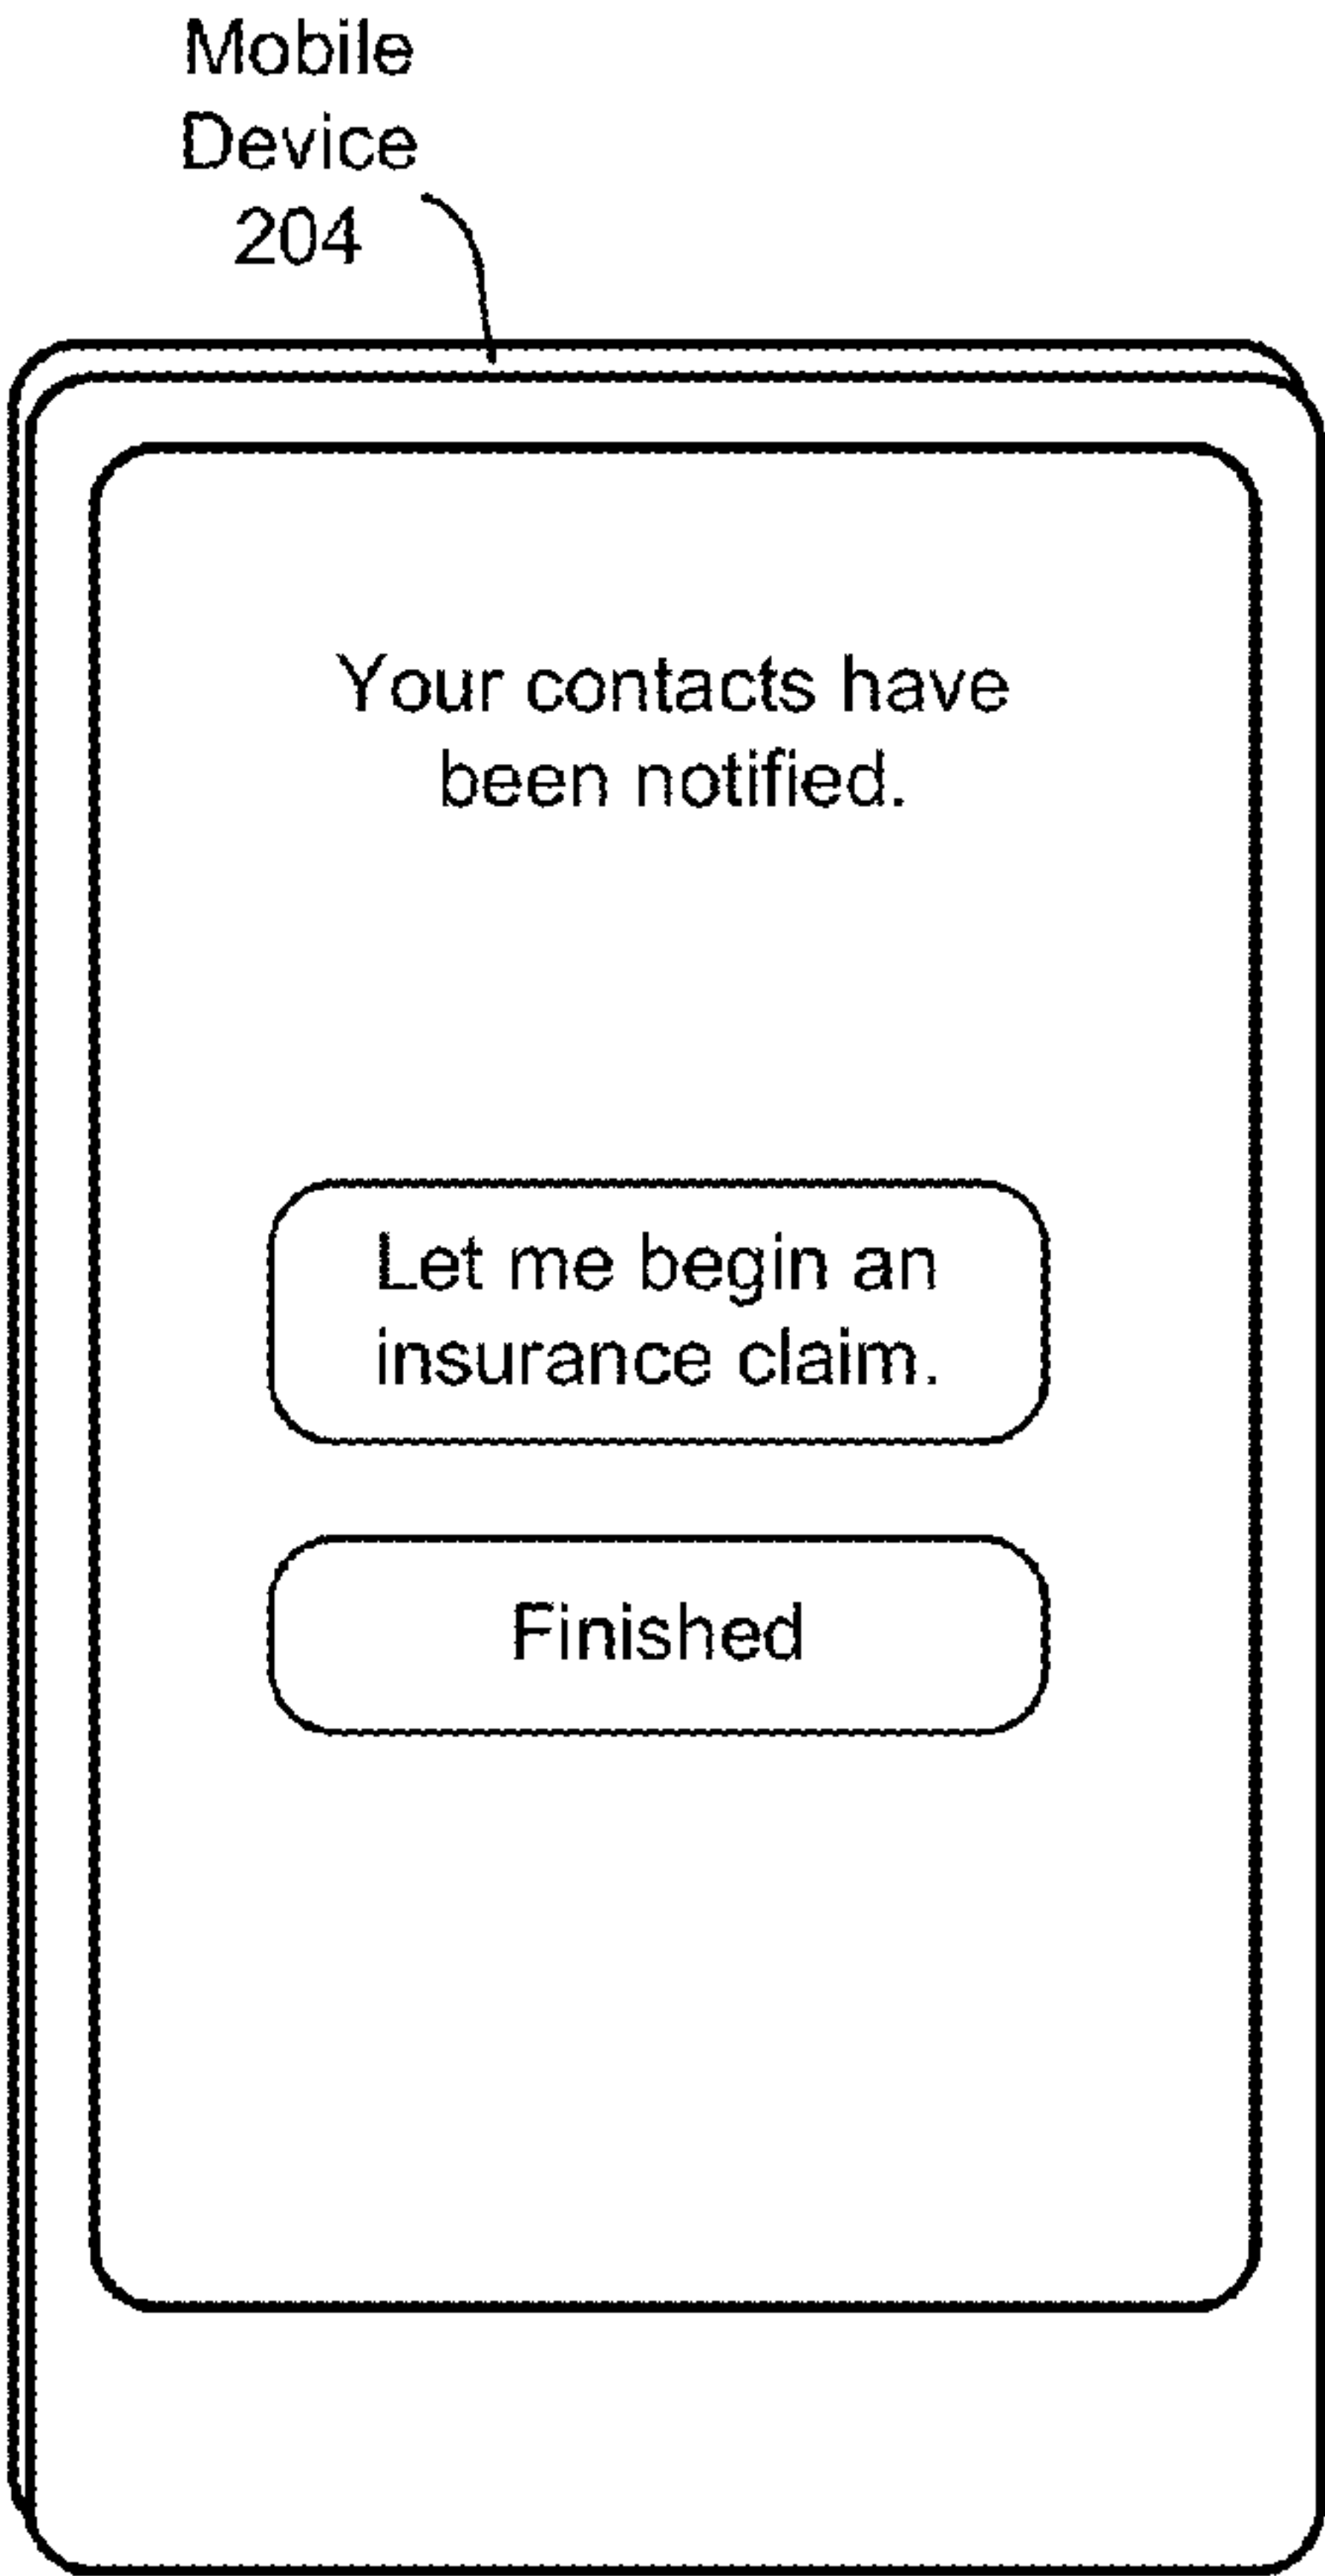 Mobile
Device
204
Your contacts have
been notified.
Let me begin an
insurance claim.
Finished